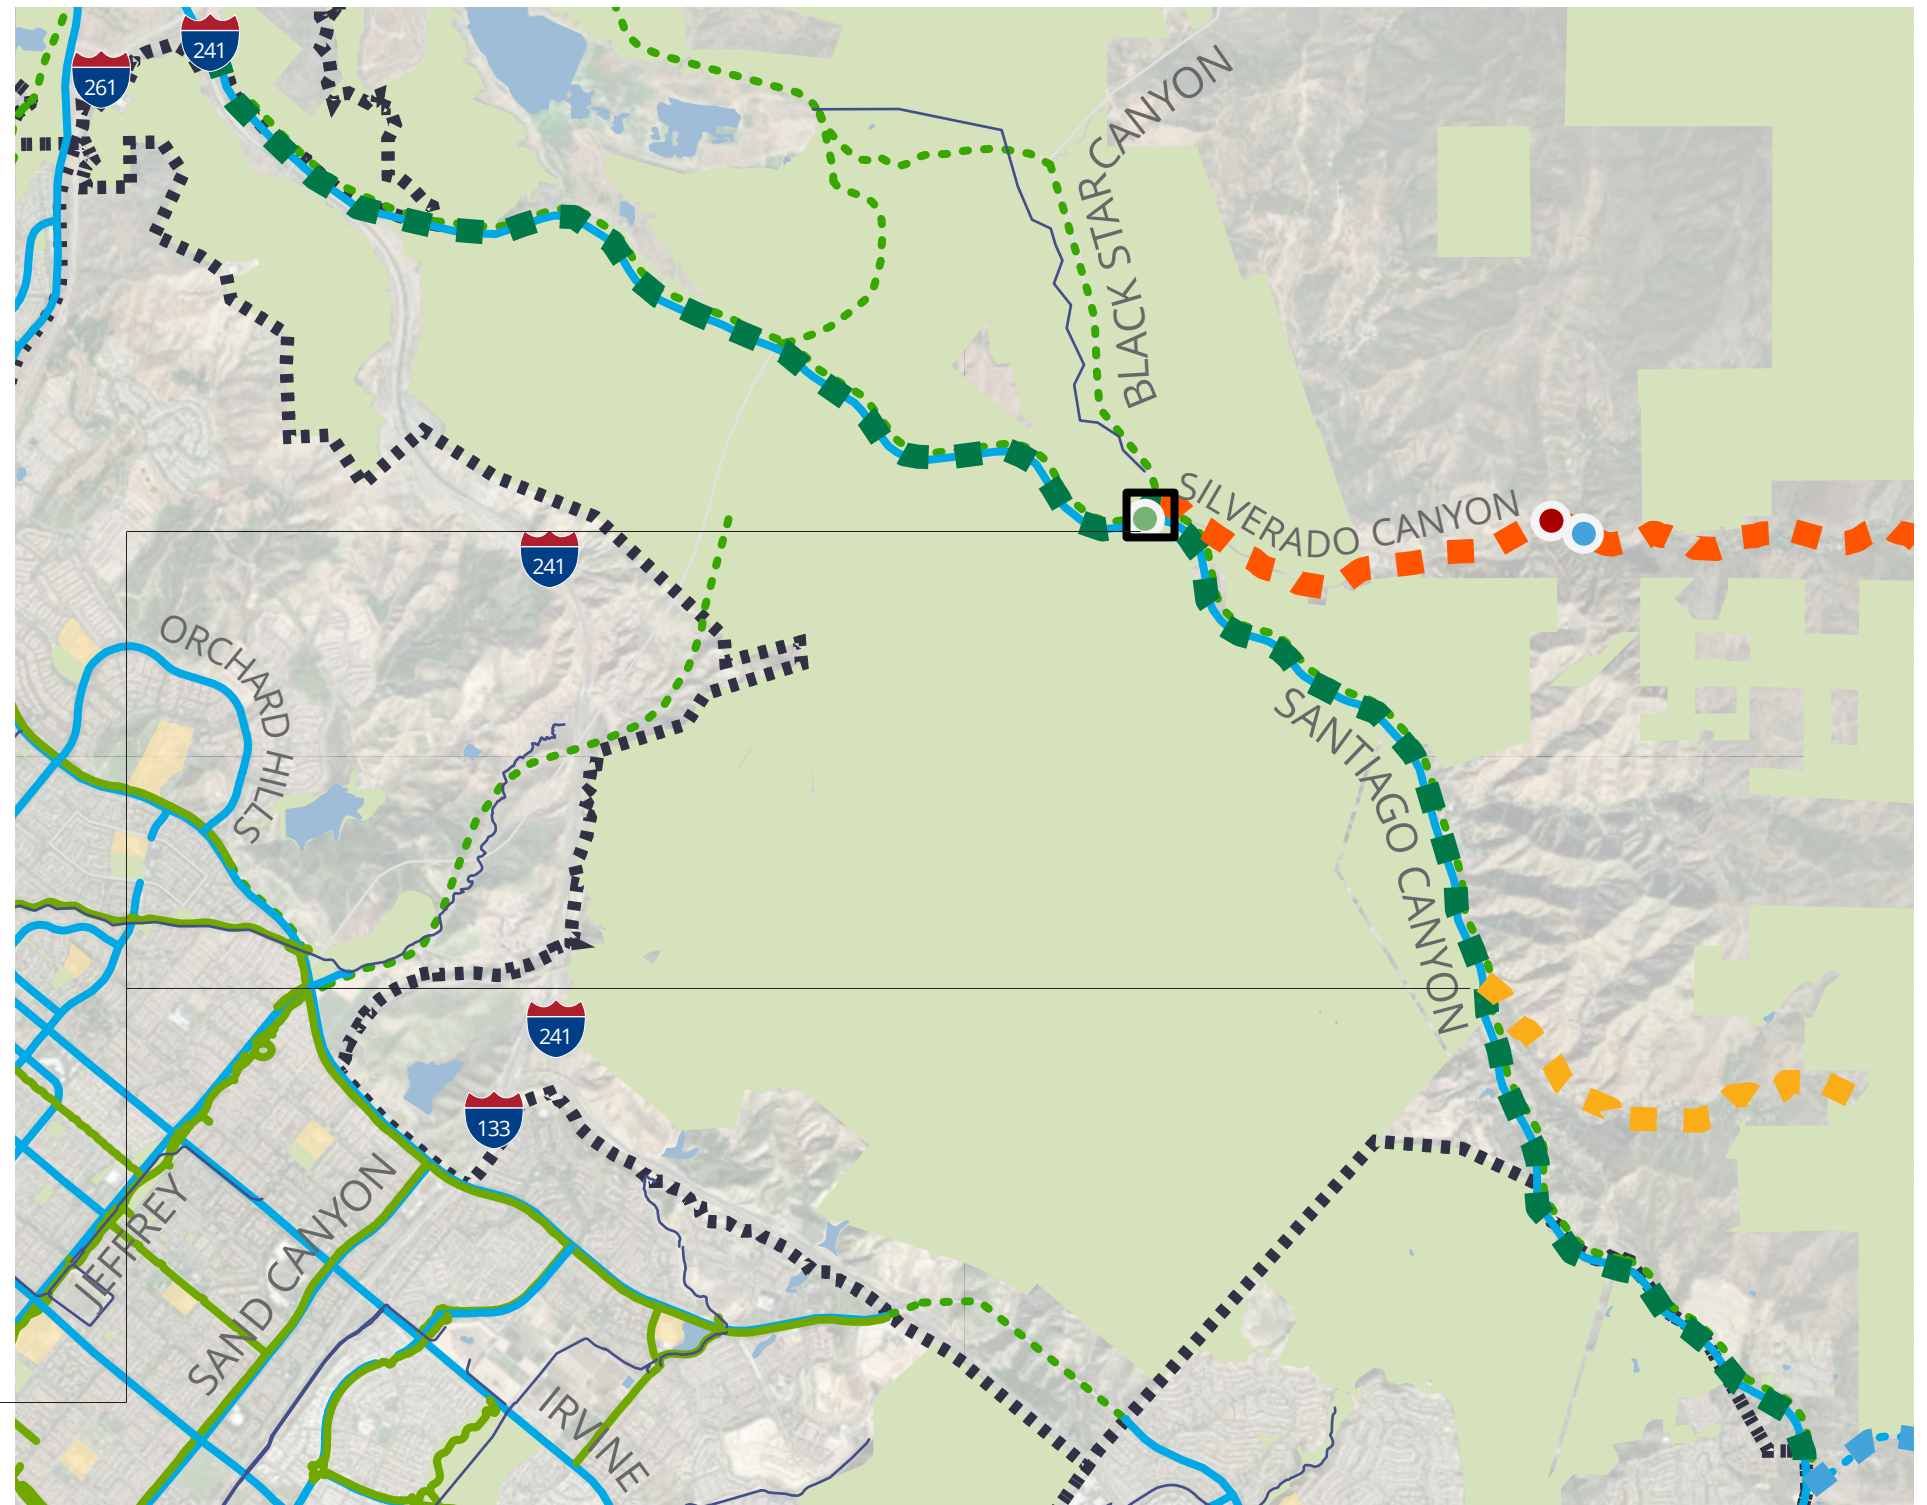 241
261
BLACK STAR CANYON
SILVERADO CANYON
241
ORCHARD HILLS
SANTIAGO CANYON
241
133
JEFFREY
SAND CANYON
IRVINE